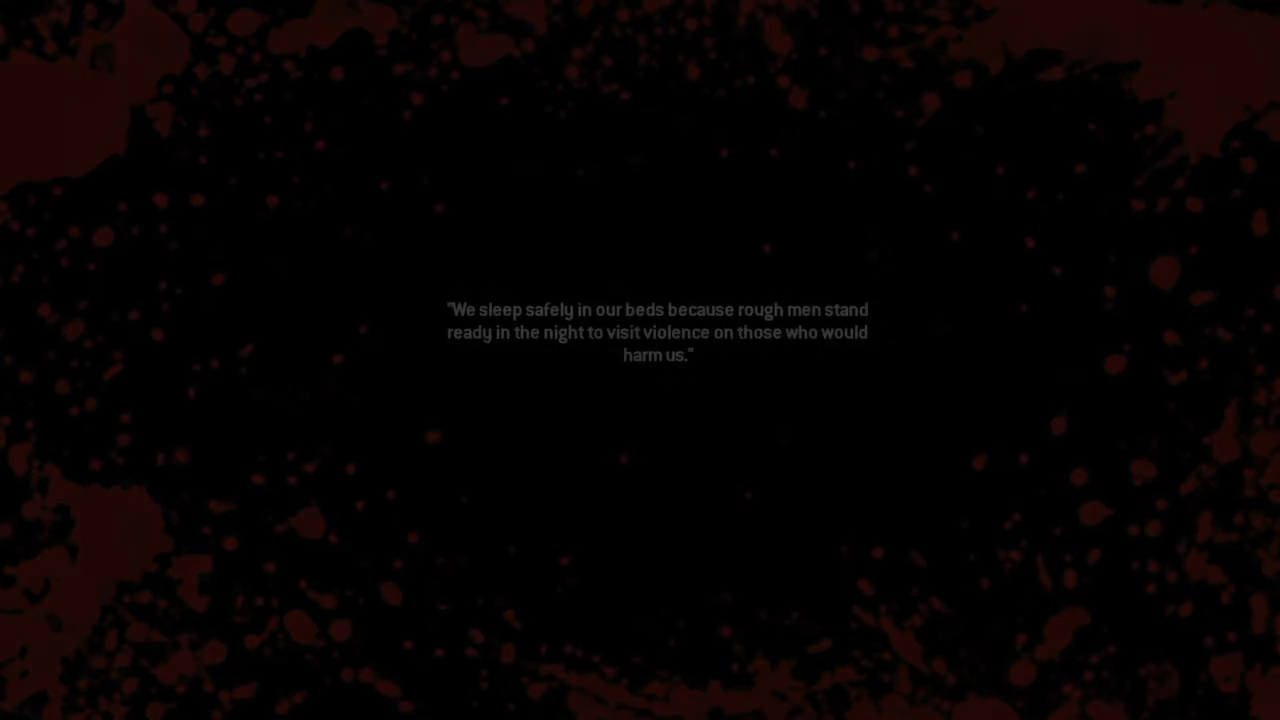 "We sleep safely in our beds because rough men stand
ready in the night to visit violence on those who would
harm us."